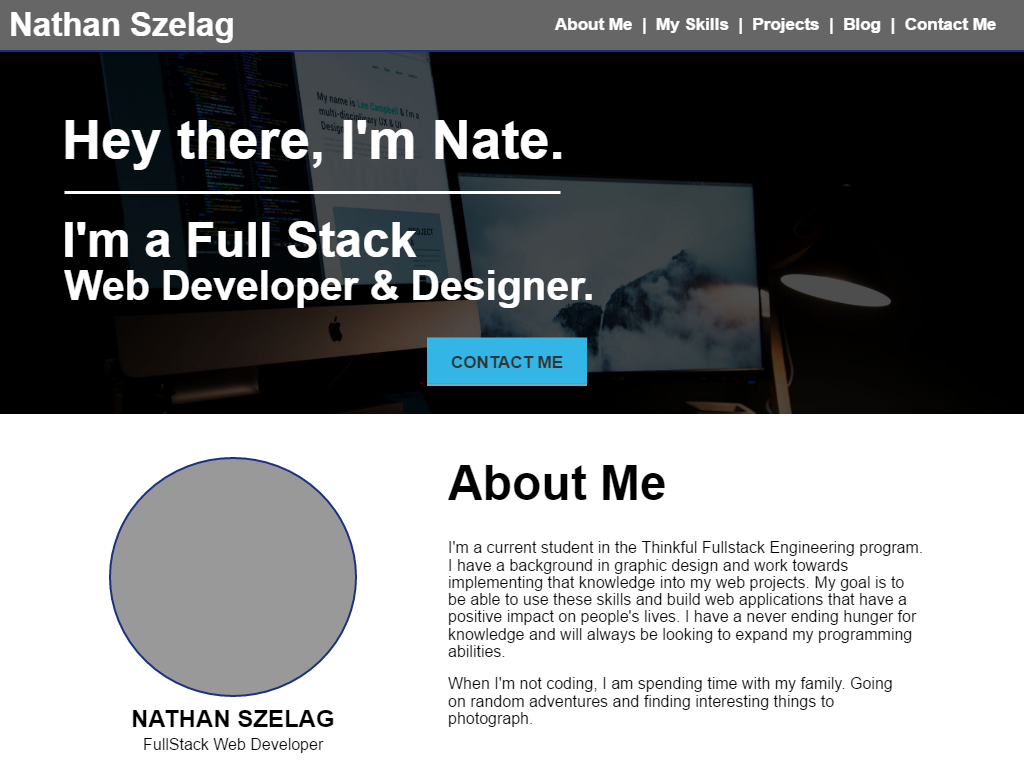 Nathan Szelag
About Me | My Skills | Projects | Blog | Contact Me
My name is Lee Campbell & I'm a
multi-disciplinary UX & UI
Hey there, I'm Nate.
I'm a Full Stack
Web Developer & Designer.
CONTACT ME
About Me
I'm a current student in the Thinkful Fullstack Engineering program.
I have a background in graphic design and work towards
implementing that knowledge into my web projects. My goal is to
be able to use these skills and build web applications that have a
positive impact on people's lives. I have a never ending hunger for
knowledge and will always be looking to expand my programming
abilities.
When I'm not coding, I am spending time with my family. Going
on random adventures and finding interesting things to
photograph.
NATHAN SZELAG
FullStack Web Developer